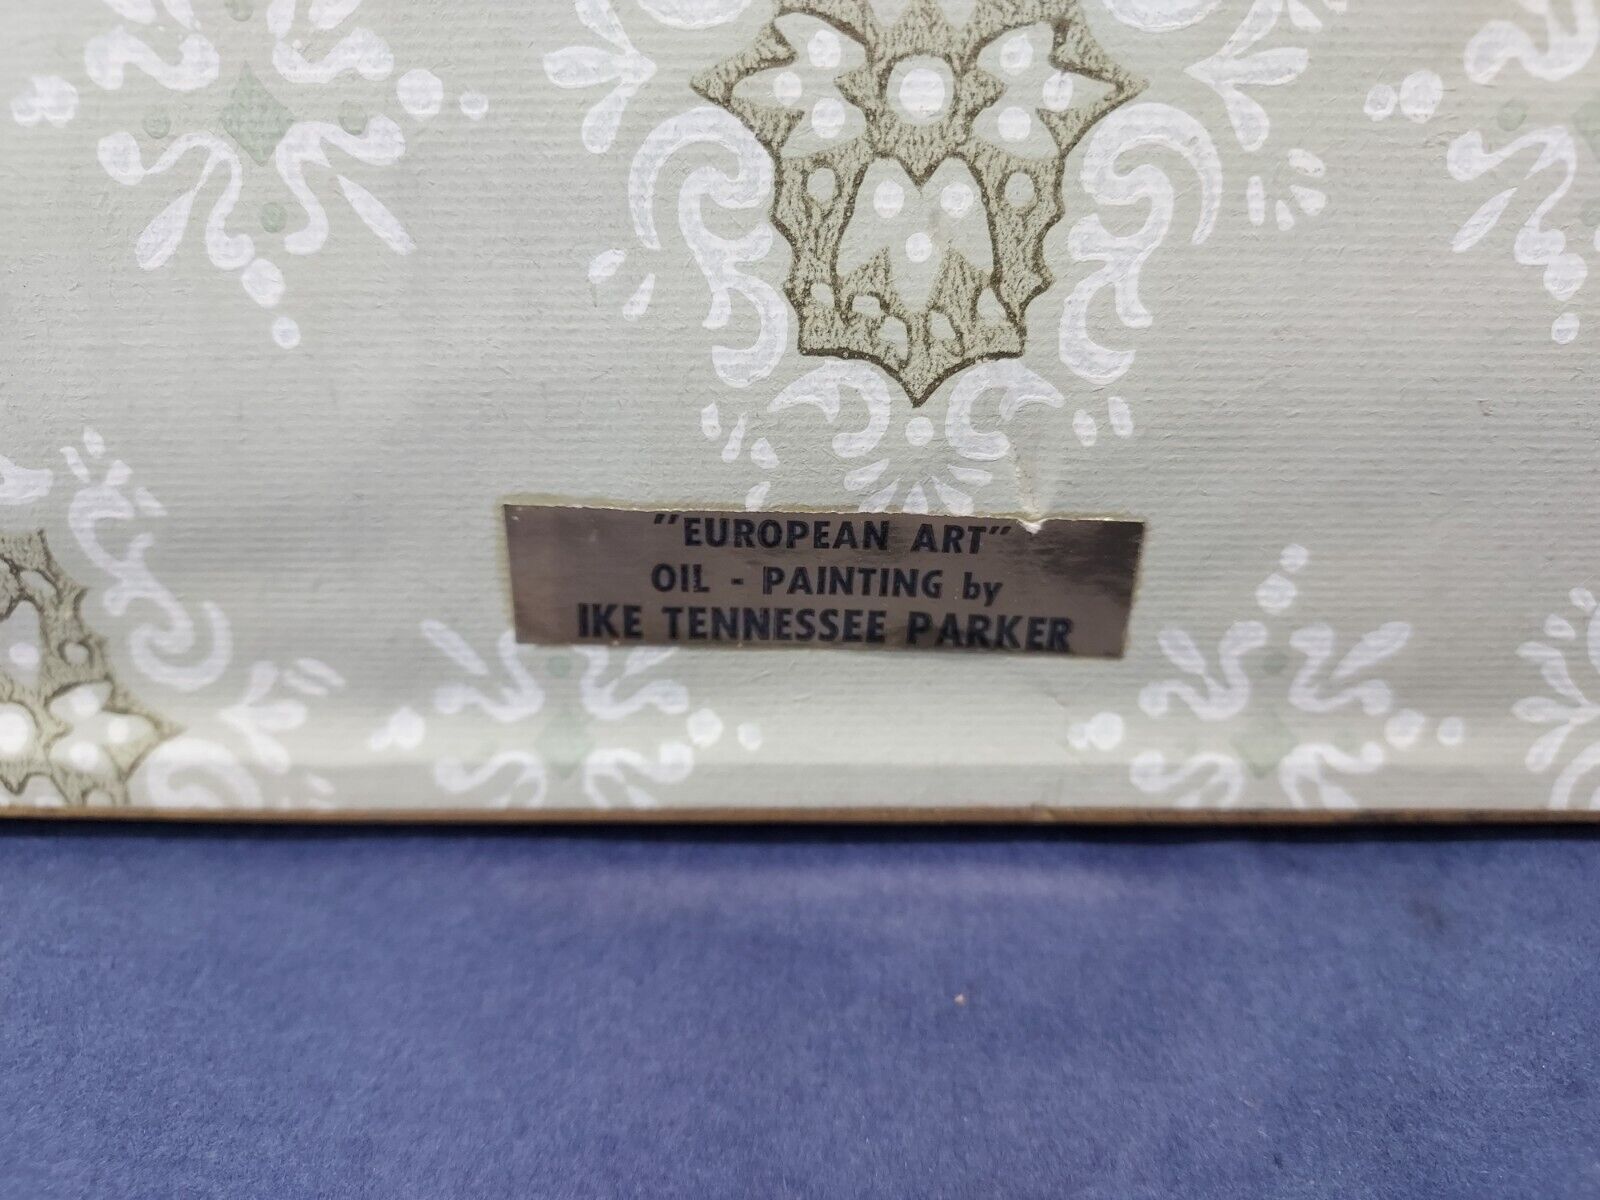 "EUROPEAN ART"
OIL - PAINTING by
IKE TENNESSEE PARKER